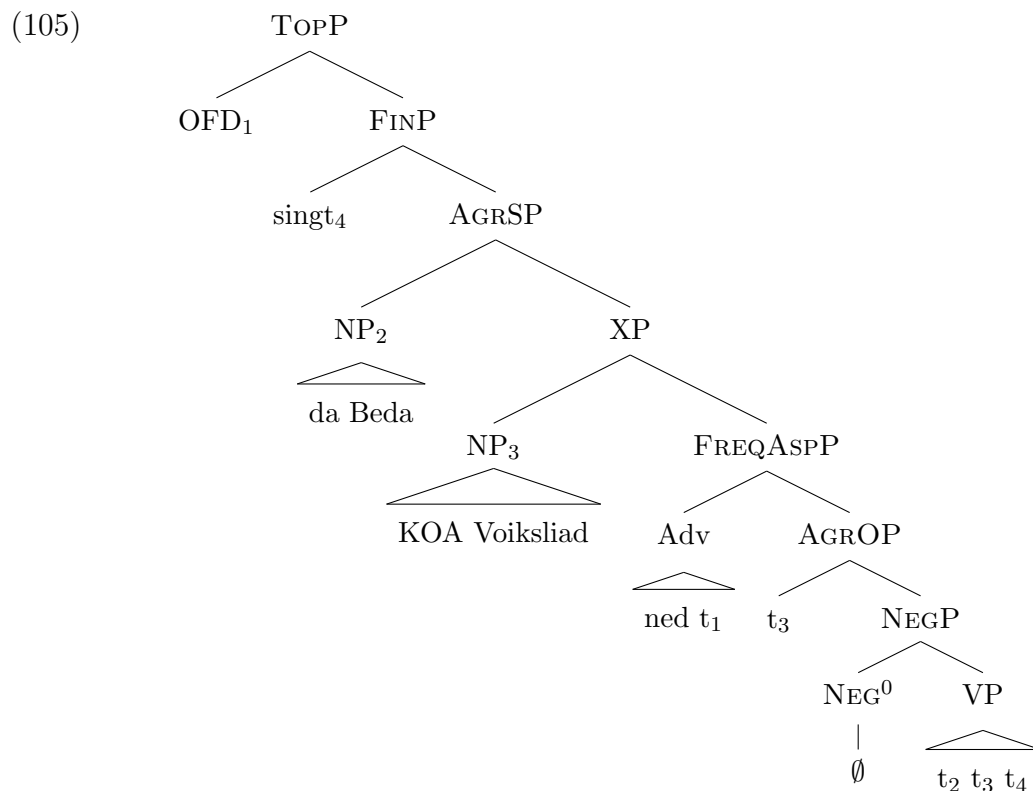 (105) TopP
OFD₁ FinP
singt₄ AgrSP
NP₂ XP
da Beda
NP₃ FreqAspP
KOA Voiksliad Adv AgrOP
ned t₁ t₃ NegP
Neg⁰ VP
∅ t₂ t₃ t₄